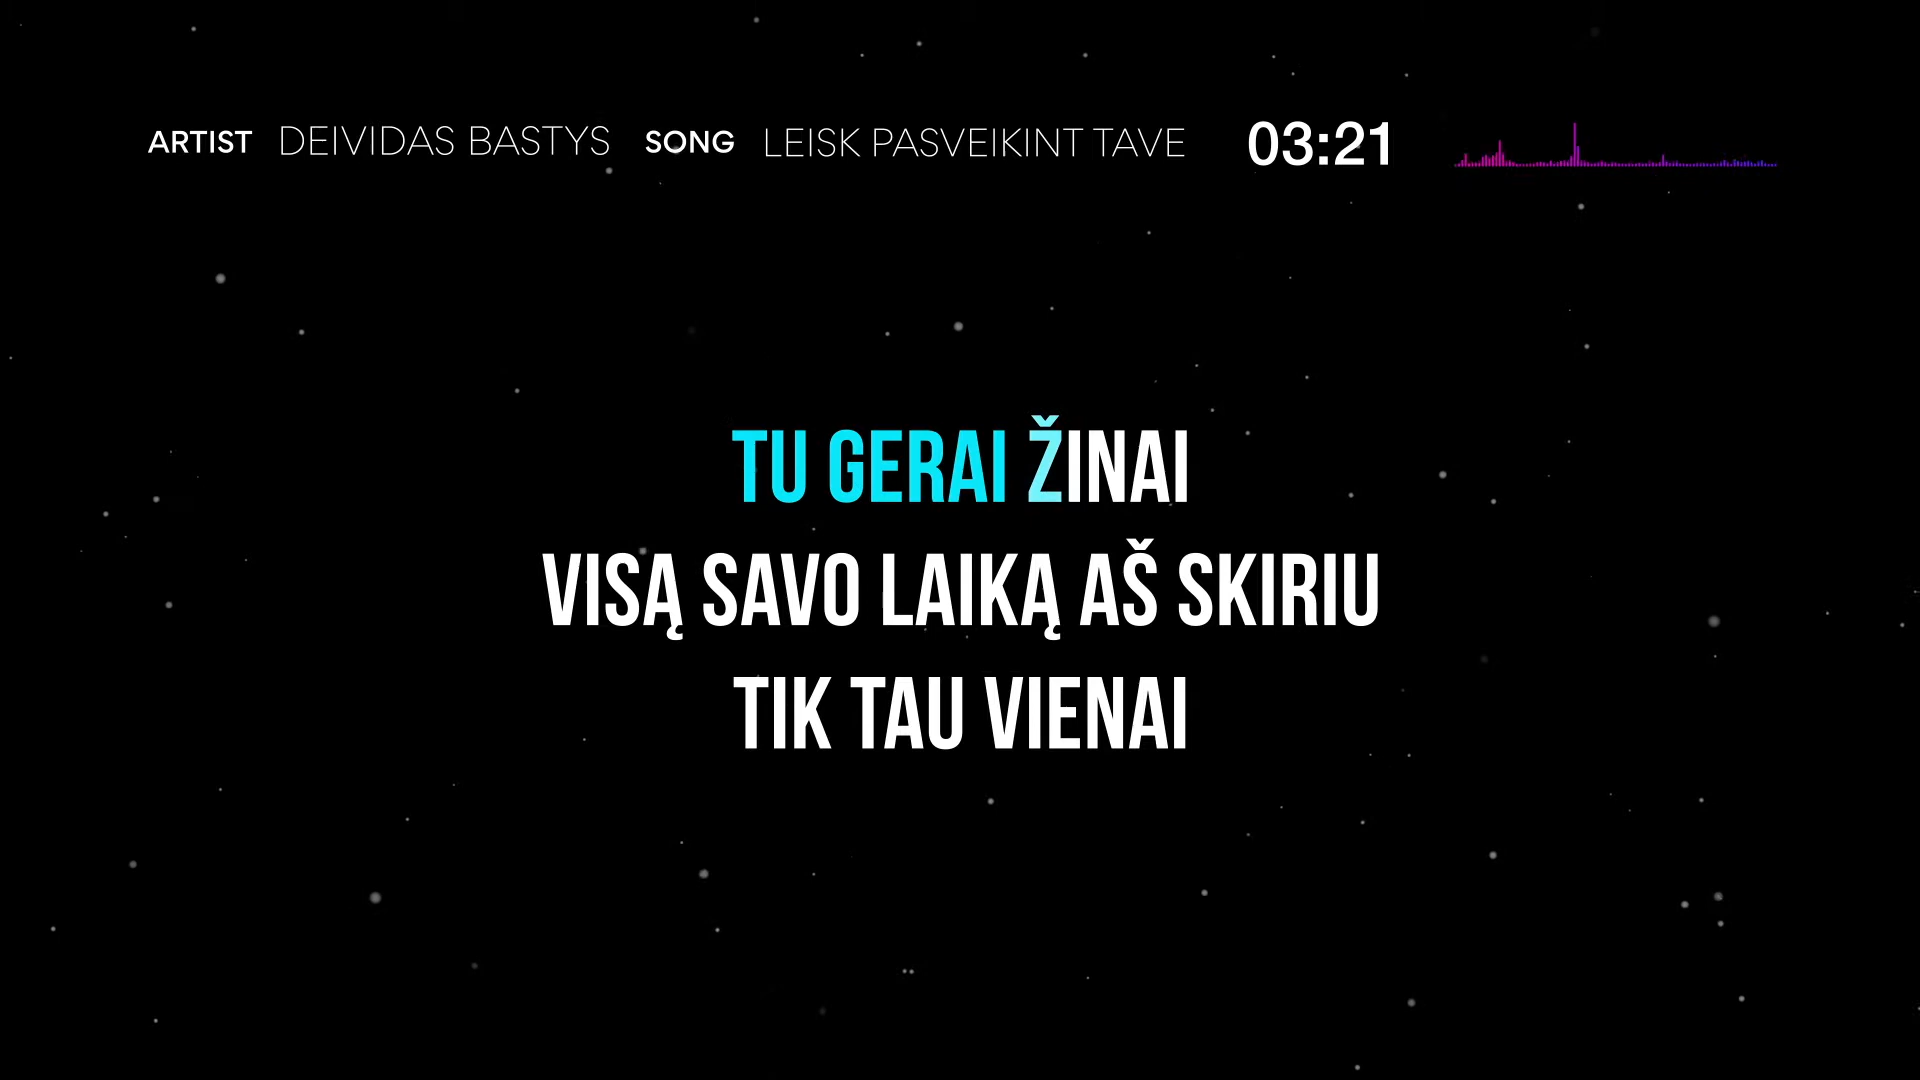 ARTIST DEIVIDAS BASTYS SONG LEISK PASVEIKINT TAVE 03:21
TU GERAI ŽINAI
VISĄ SAVO LAIKĄ AŠ SKIRIU
TIK TAU VIENAI